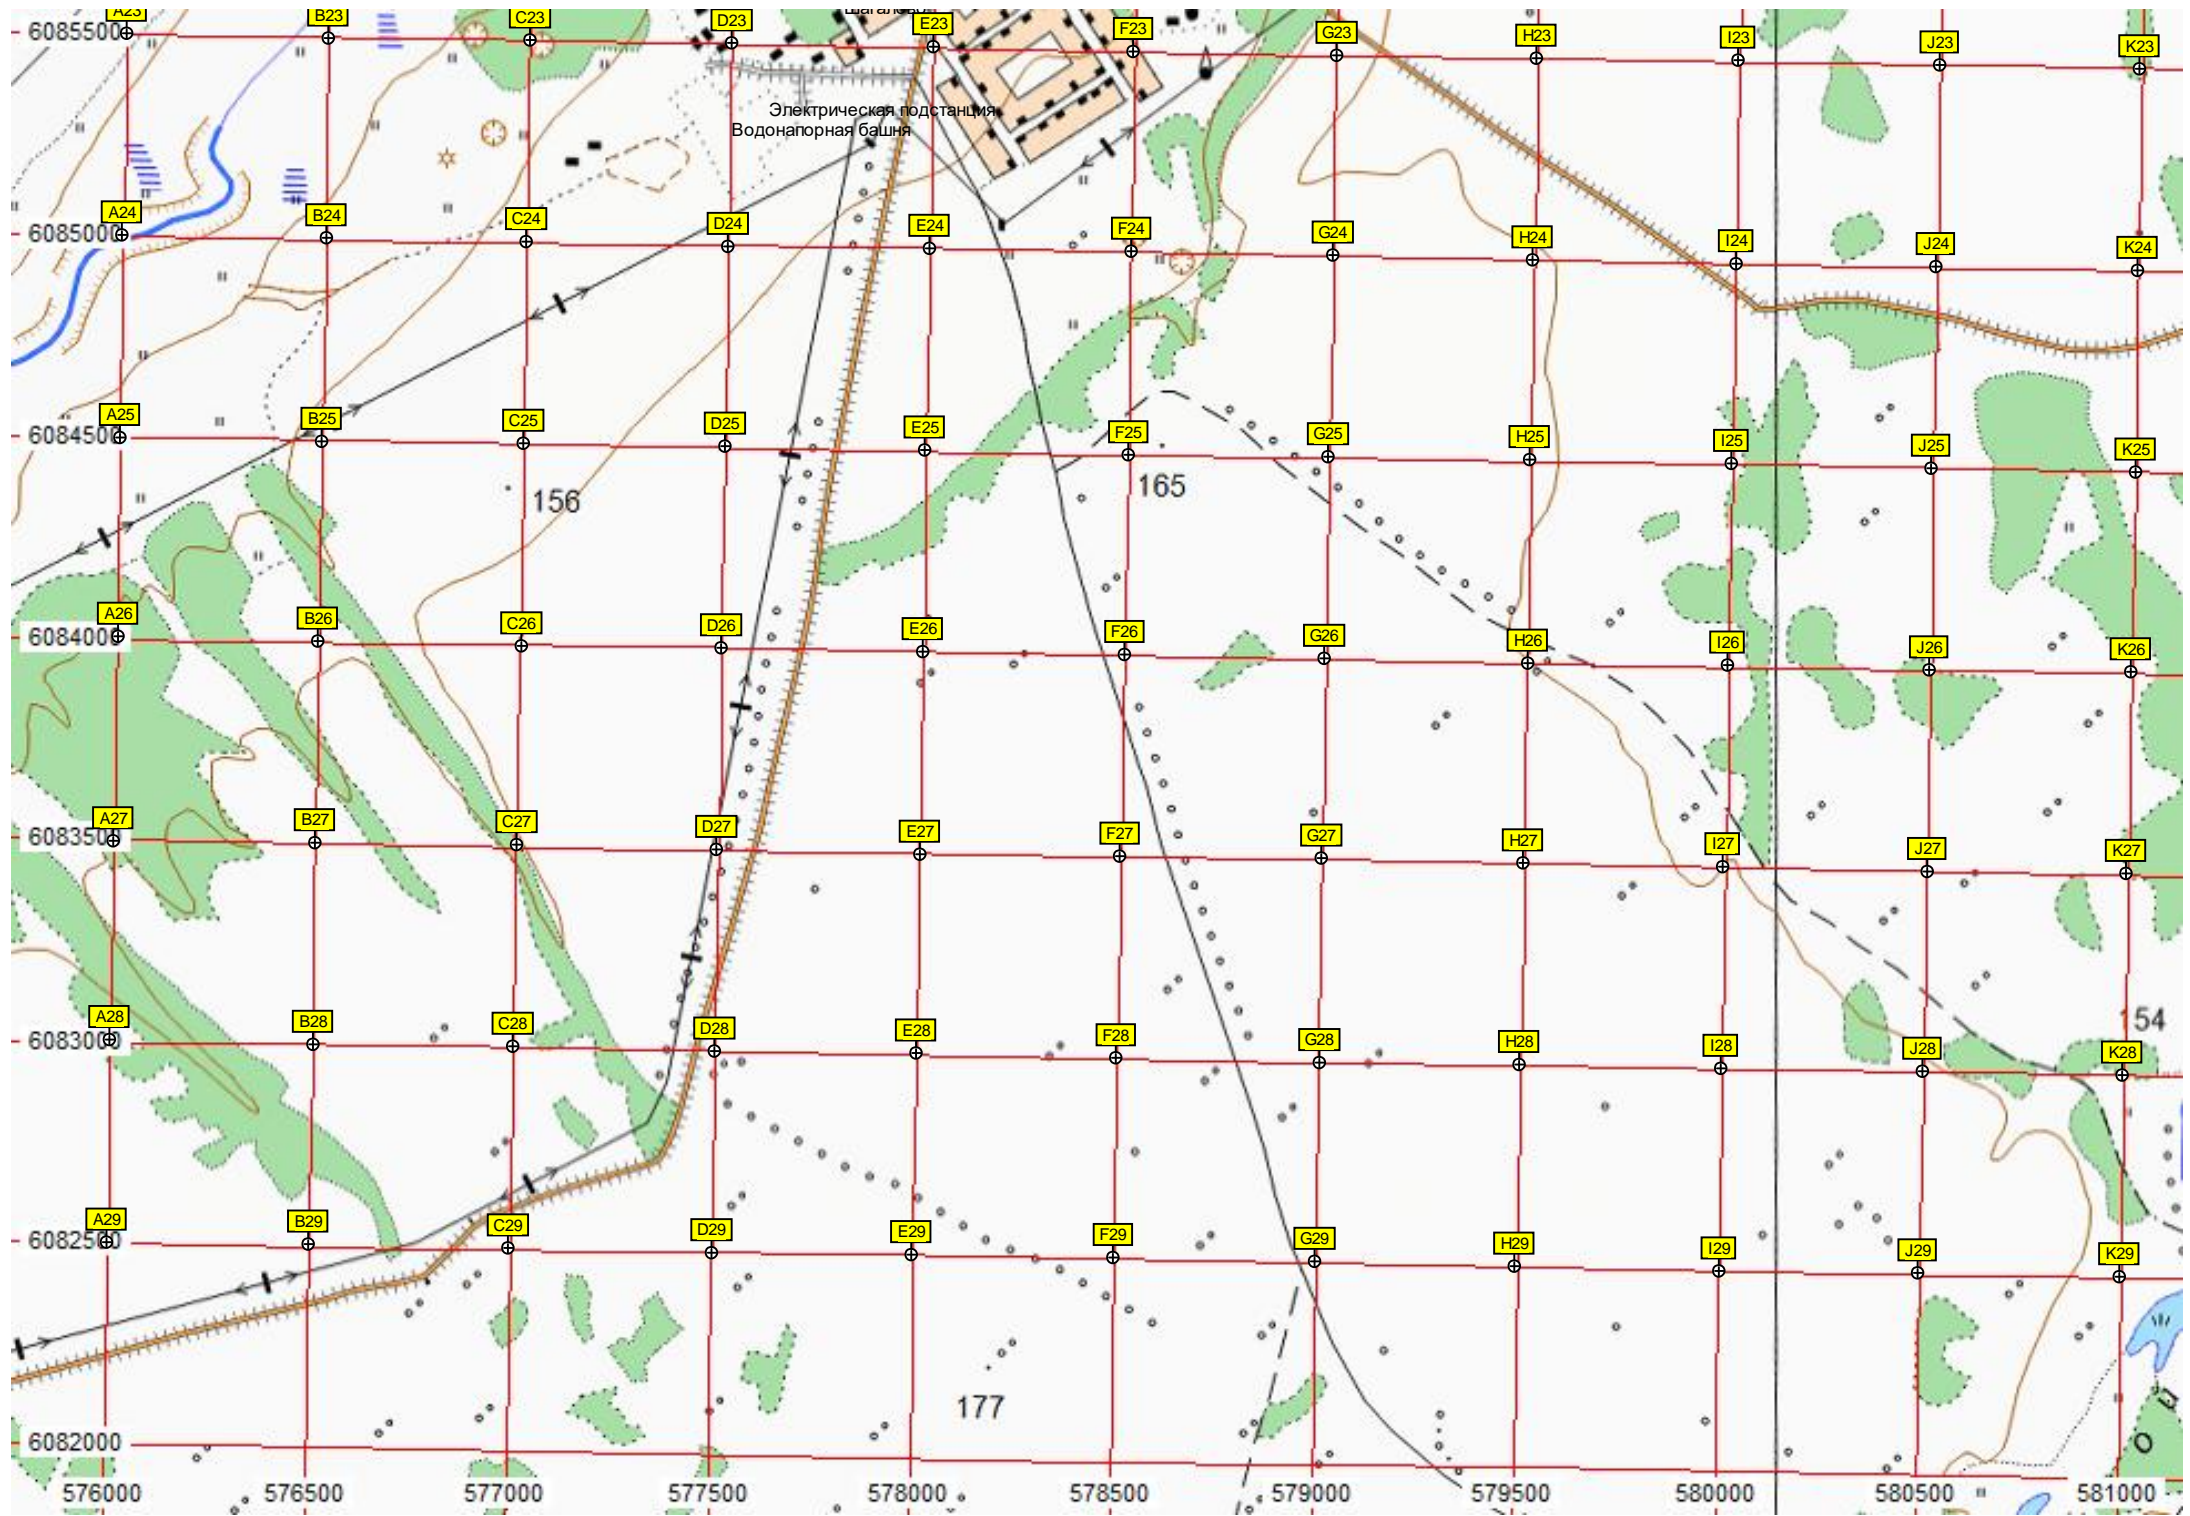 A23 B23 C23 D23 E23 F23 G23 H23 I23 J23 K23
6085500
Электрическая подстанция
Водонапорная башня
A24 B24 C24 D24 E24 F24 G24 H24 I24 J24 K24
6085000
A25 B25 C25 D25 E25 F25 G25 H25 I25 J25 K25
6084500
156
165
A26 B26 C26 D26 E26 F26 G26 H26 I26 J26 K26
6084000
A27 B27 C27 D27 E27 F27 G27 H27 I27 J27 K27
6083500
A28 B28 C28 D28 E28 F28 G28 H28 I28 J28 K28
6083000
154
A29 B29 C29 D29 E29 F29 G29 H29 I29 J29 K29
6082500
177
6082000
576000 576500 577000 577500 578000 578500 579000 579500 580000 580500 581000